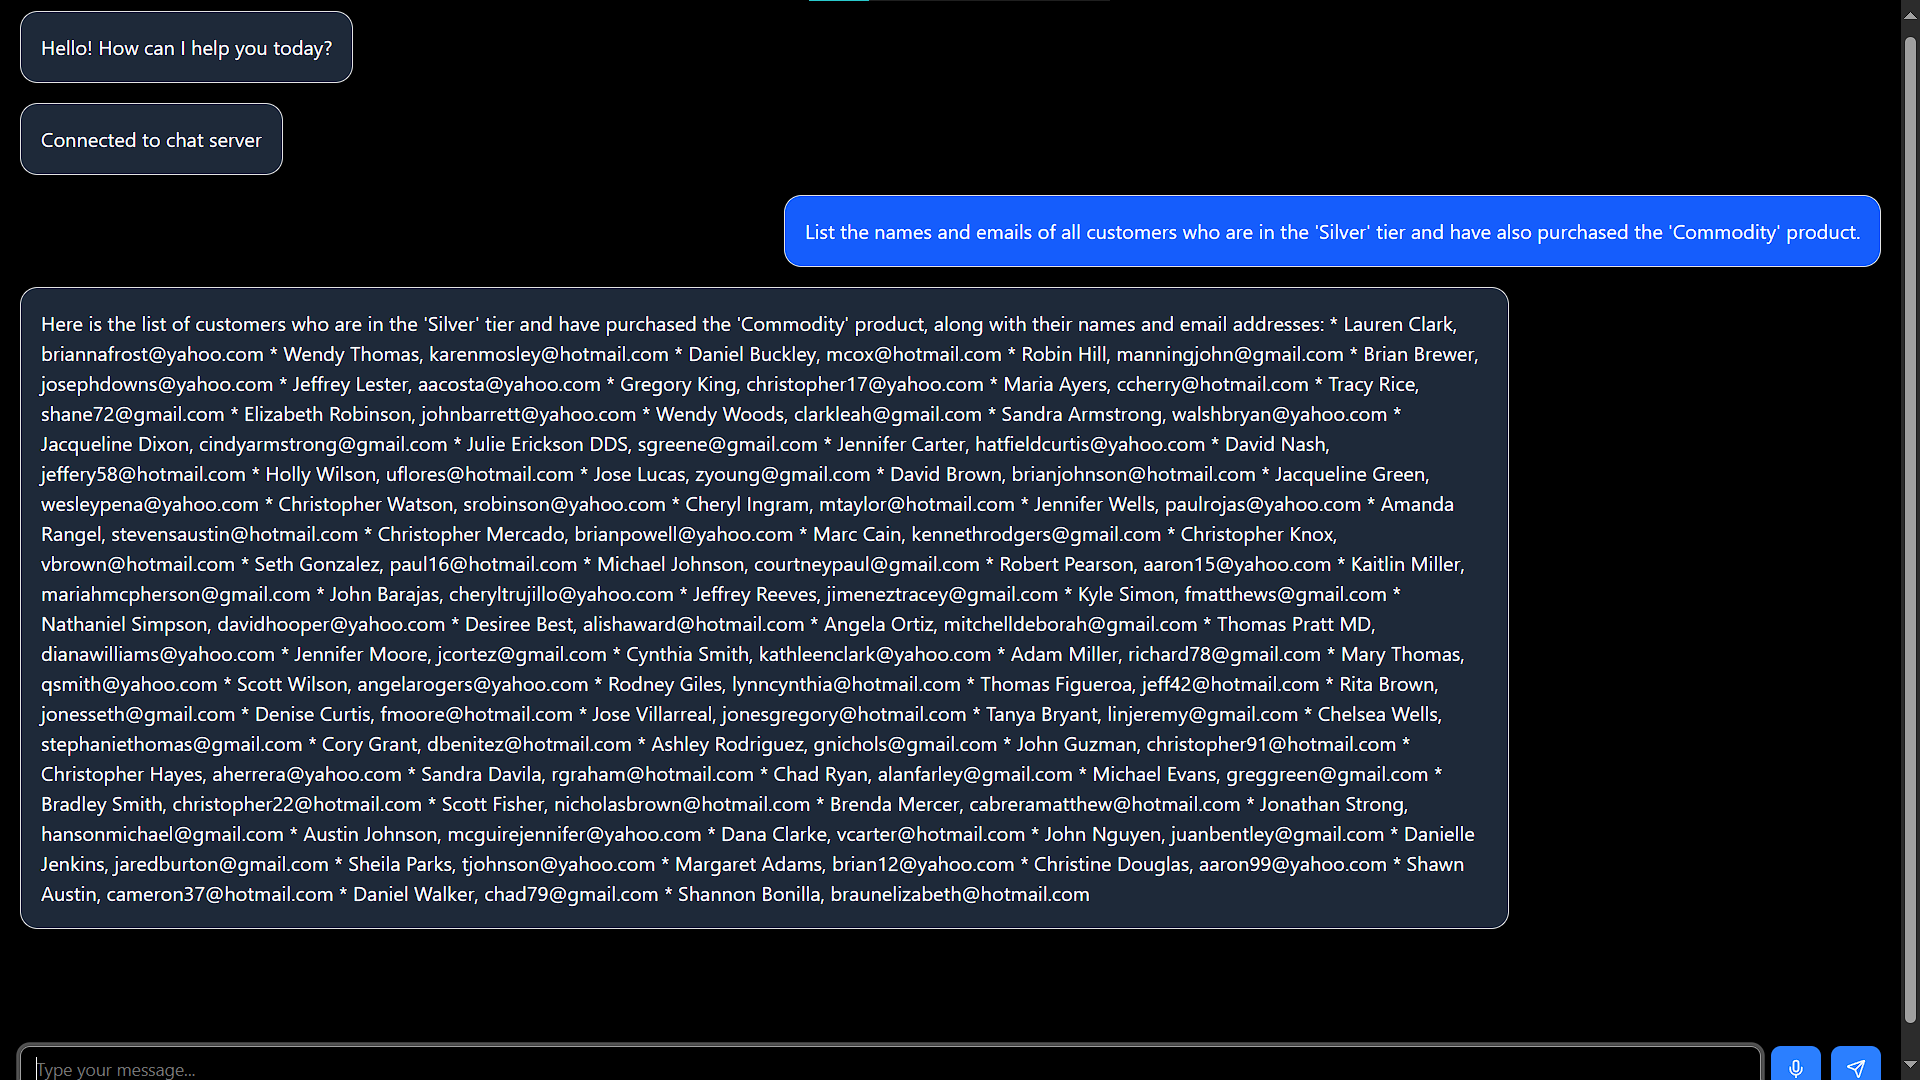 Hello! How can I help you today?
Connected to chat server
List the names and emails of all customers who are in the 'Silver' tier and have also purchased the 'Commodity' product.
Here is the list of customers who are in the 'Silver' tier and have purchased the 'Commodity' product, along with their names and email addresses: * Lauren Clark,
briannafrost@yahoo.com * Wendy Thomas, karenmosley@hotmail.com * Daniel Buckley, mcox@hotmail.com * Robin Hill, manningjohn@gmail.com * Brian Brewer,
josephdowns@yahoo.com * Jeffrey Lester, aacosta@yahoo.com * Gregory King, christopher17@yahoo.com * Maria Ayers, ccherry@hotmail.com * Tracy Rice,
shane72@gmail.com * Elizabeth Robinson, johnbarrett@yahoo.com * Wendy Woods, clarkleah@gmail.com * Sandra Armstrong, walshbryan@yahoo.com *
Jacqueline Dixon, cindyarmstrong@gmail.com * Julie Erickson DDS, sgreene@gmail.com * Jennifer Carter, hatfieldcurtis@yahoo.com * David Nash,
jeffery58@hotmail.com * Holly Wilson, uflores@hotmail.com * Jose Lucas, zyoung@gmail.com * David Brown, brianjohnson@hotmail.com * Jacqueline Green,
wesleypena@yahoo.com * Christopher Watson, srobinson@yahoo.com * Cheryl Ingram, mtaylor@hotmail.com * Jennifer Wells, paulrojas@yahoo.com * Amanda
Rangel, stevensaustin@hotmail.com * Christopher Mercado, brianpowell@yahoo.com * Marc Cain, kennethrodgers@gmail.com * Christopher Knox,
vbrown@hotmail.com * Seth Gonzalez, paul16@hotmail.com * Michael Johnson, courtneypaul@gmail.com * Robert Pearson, aaron15@yahoo.com * Kaitlin Miller,
mariahmcpherson@gmail.com * John Barajas, cheryltrujillo@yahoo.com * Jeffrey Reeves, jimeneztracey@gmail.com * Kyle Simon, fmatthews@gmail.com *
Nathaniel Simpson, davidhooper@yahoo.com * Desiree Best, alishaward@hotmail.com * Angela Ortiz, mitchelldeborah@gmail.com * Thomas Pratt MD,
dianawilliams@yahoo.com * Jennifer Moore, jcortez@gmail.com * Cynthia Smith, kathleenclark@yahoo.com * Adam Miller, richard78@gmail.com * Mary Thomas,
qsmith@yahoo.com * Scott Wilson, angelarogers@yahoo.com * Rodney Giles, lynncynthia@hotmail.com * Thomas Figueroa, jeff42@hotmail.com * Rita Brown,
jonesseth@gmail.com * Denise Curtis, fmoore@hotmail.com * Jose Villarreal, jonesgregory@hotmail.com * Tanya Bryant, linjeremy@gmail.com * Chelsea Wells,
stephaniethomas@gmail.com * Cory Grant, dbenitez@hotmail.com * Ashley Rodriguez, gnichols@gmail.com * John Guzman, christopher91@hotmail.com *
Christopher Hayes, aherrera@yahoo.com * Sandra Davila, rgraham@hotmail.com * Chad Ryan, alanfarley@gmail.com * Michael Evans, greggreen@gmail.com *
Bradley Smith, christopher22@hotmail.com * Scott Fisher, nicholasbrown@hotmail.com * Brenda Mercer, cabreramatthew@hotmail.com * Jonathan Strong,
hansonmichael@gmail.com * Austin Johnson, mcguirejennifer@yahoo.com * Dana Clarke, vcarter@hotmail.com * John Nguyen, juanbentley@gmail.com * Danielle
Jenkins, jaredburton@gmail.com * Sheila Parks, tjohnson@yahoo.com * Margaret Adams, brian12@yahoo.com * Christine Douglas, aaron99@yahoo.com * Shawn
Austin, cameron37@hotmail.com * Daniel Walker, chad79@gmail.com * Shannon Bonilla, braunelizabeth@hotmail.com
Type your message...